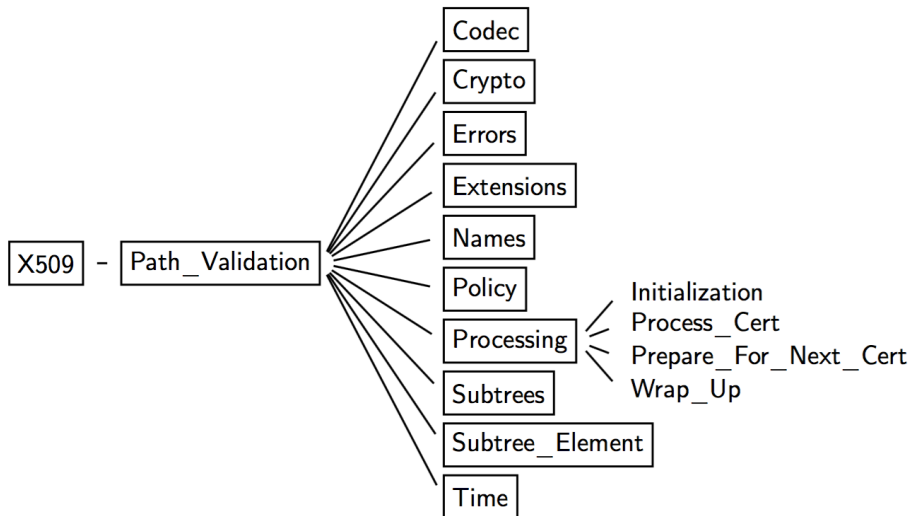 Codec
Crypto
Errors
Extensions
Names
X509 - Path_Validation
Policy
Initialization
Process_Cert
Processing
Prepare_For_Next_Cert
Wrap_Up
Subtrees
Subtree_Element
Time